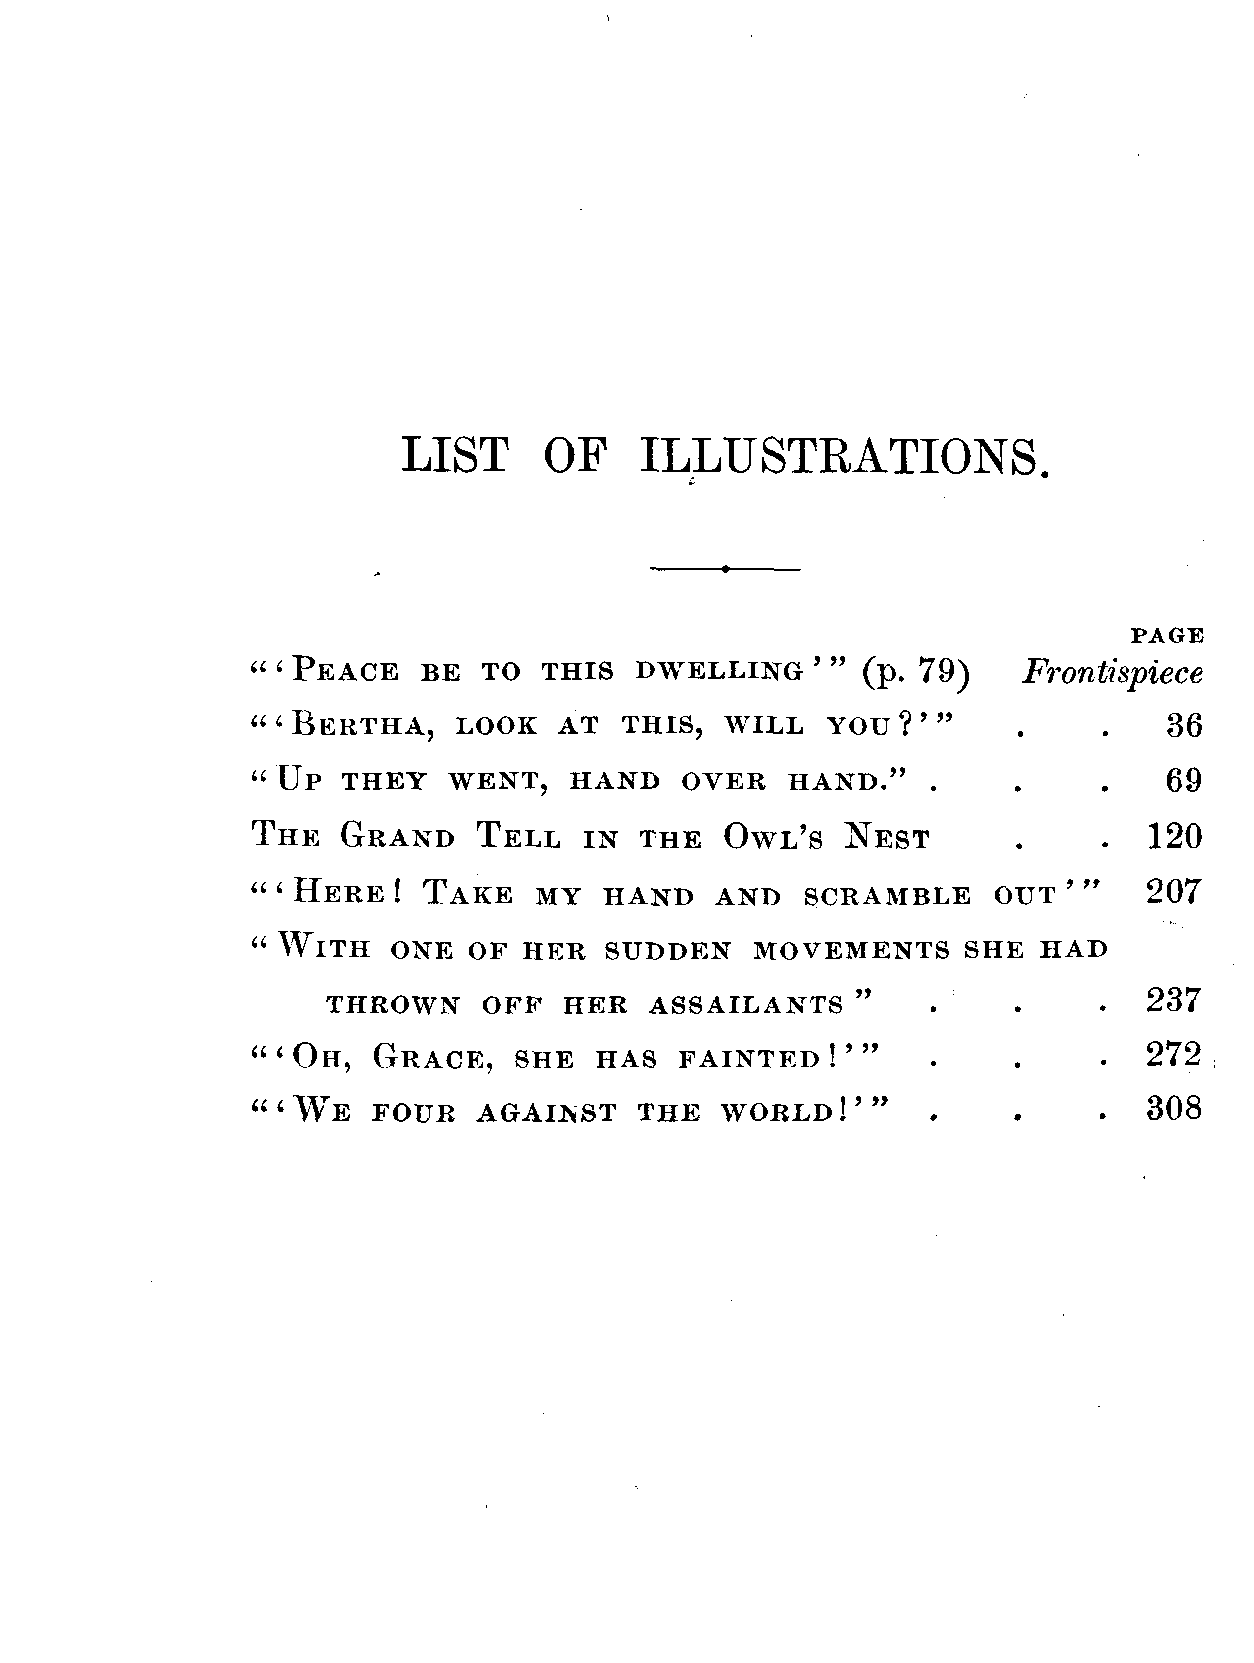 LIST OF ILLUSTRATIONS.
PAGE
“‘Peace be to this dwelling’” (p. 79) Frontispiece
“‘Bertha, look at this, will you?’” . . 36
“Up they went, hand over hand.” . . . 69
The Grand Tell in the Owl’s Nest . . 120
“‘Here! Take my hand and scramble out’” 207
“With one of her sudden movements she had
thrown off her assailants” . . . 237
“‘Oh, Grace, she has fainted!’” . . . 272
“‘We four against the world!’” . . . 308